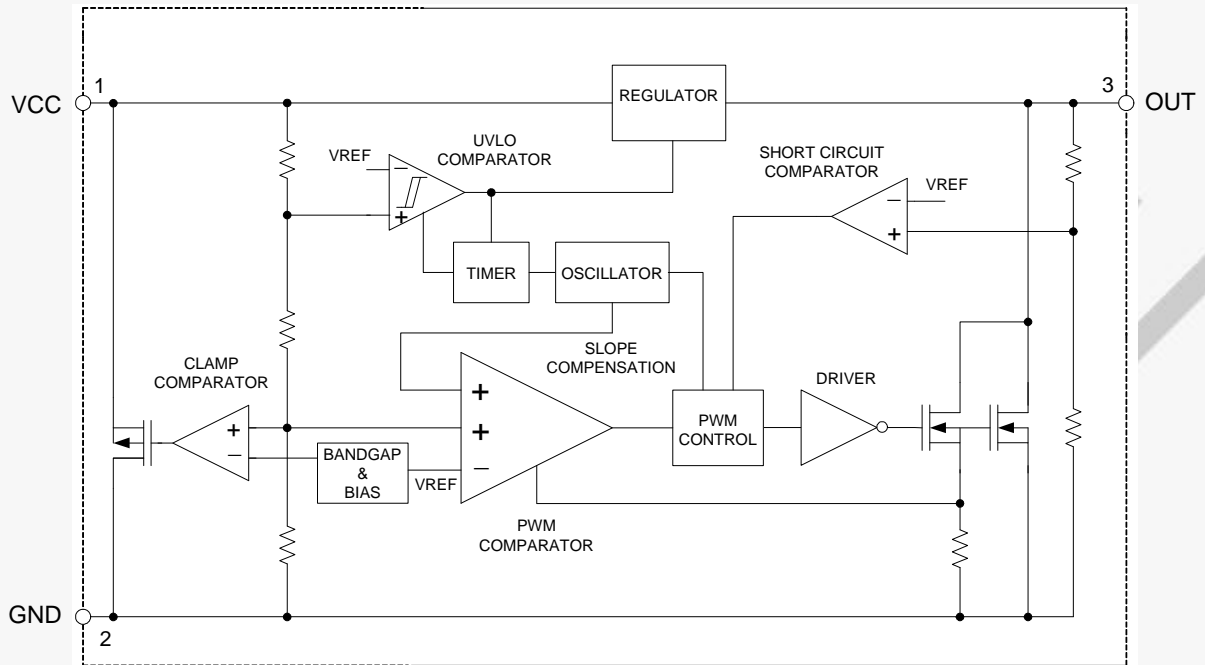 1
VCC
REGULATOR
3
OUT
UVLO
COMPARATOR
VREF
−
+
SHORT CIRCUIT
COMPARATOR
VREF
−
+
TIMER
OSCILLATOR
SLOPE
COMPENSATION
CLAMP
COMPARATOR
+
−
BANDGAP
&
BIAS
VREF
+
+
−
PWM
COMPARATOR
PWM
CONTROL
DRIVER
GND
2